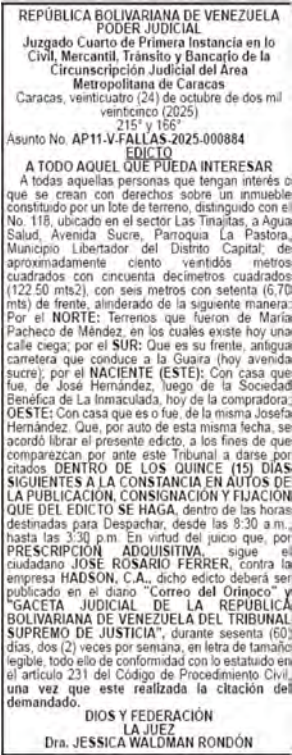 REPÚBLICA BOLIVARIANA DE VENEZUELA
PODER JUDICIAL
Juzgado Cuarto de Primera Instancia en lo
Civil, Mercantil, Tránsito y Bancario de la
Circunscripción Judicial del Area
Metropolitana de Caracas
Caracas, veinticuatro (24) de octubre de dos mil
veinticinco (2025)
215° y 166°
Asunto No. AP11-V-FALLAS-2025-000884
EDICTO
A TODO AQUEL QUE PUEDA INTERESAR
A todas aquellas personas que tengan interés o
que se crean con derechos sobre un inmueble
constituido por un lote de terreno, distinguido con el
No. 118, ubicado en el sector Las Tinajitas, a Agua
Salud, Avenida Sucre, Parroquia La Pastora,
Municipio Libertador del Distrito Capital; de
aproximadamente ciento veintidós metros
cuadrados con cincuenta decímetros cuadrados
(122.50 mts2), con seis metros con setenta (6,70
mts) de frente, alinderado de la siguiente manera:
Por el NORTE: Terrenos que fueron de María
Pacheco de Méndez, en los cuales existe hoy una
calle ciega; por el SUR: Que es su frente, antigua
carretera que conduce a la Guaira (hoy avenida
sucre); por el NACIENTE (ESTE): Con casa que
fue, de José Hernández, luego de la Sociedad
Benéfica de La Inmaculada, hoy de la compradora;
OESTE: Con casa que es o fue, de la misma Josefa
Hernández. Que, por auto de esta misma fecha, se
acordó librar el presente edicto, a los fines de que
comparezcan por ante este Tribunal a darse por
citados DENTRO DE LOS QUINCE (15) DÍAS
SIGUIENTES A LA CONSTANCIA EN AUTOS DE
LA PUBLICACIÓN, CONSIGNACIÓN Y FIJACIÓN
QUE DEL EDICTO SE HAGA, dentro de las horas
destinadas para Despachar, desde las 8:30 a.m.,
hasta las 3:30 p.m. En virtud del juicio que, por
PRESCRIPCIÓN ADQUISITIVA, sigue el
ciudadano JOSE ROSARIO FERRER, contra la
empresa HADSON, C.A., dicho edicto deberá ser
publicado en el diario "Correo del Orinoco" y
"GACETA JUDICIAL DE LA REPÚBLICA
BOLIVARIANA DE VENEZUELA DEL TRIBUNAL
SUPREMO DE JUSTICIA", durante sesenta (60)
días, dos (2) veces por semana, en letra de tamaño
legible, todo ello de conformidad con lo estatuido en
el artículo 231 del Código de Procedimiento Civil,
una vez que este realizada la citación del
demandado.
DIOS Y FEDERACIÓN
LA JUEZ
Dra. JESSICA WALDMAN RONDÓN